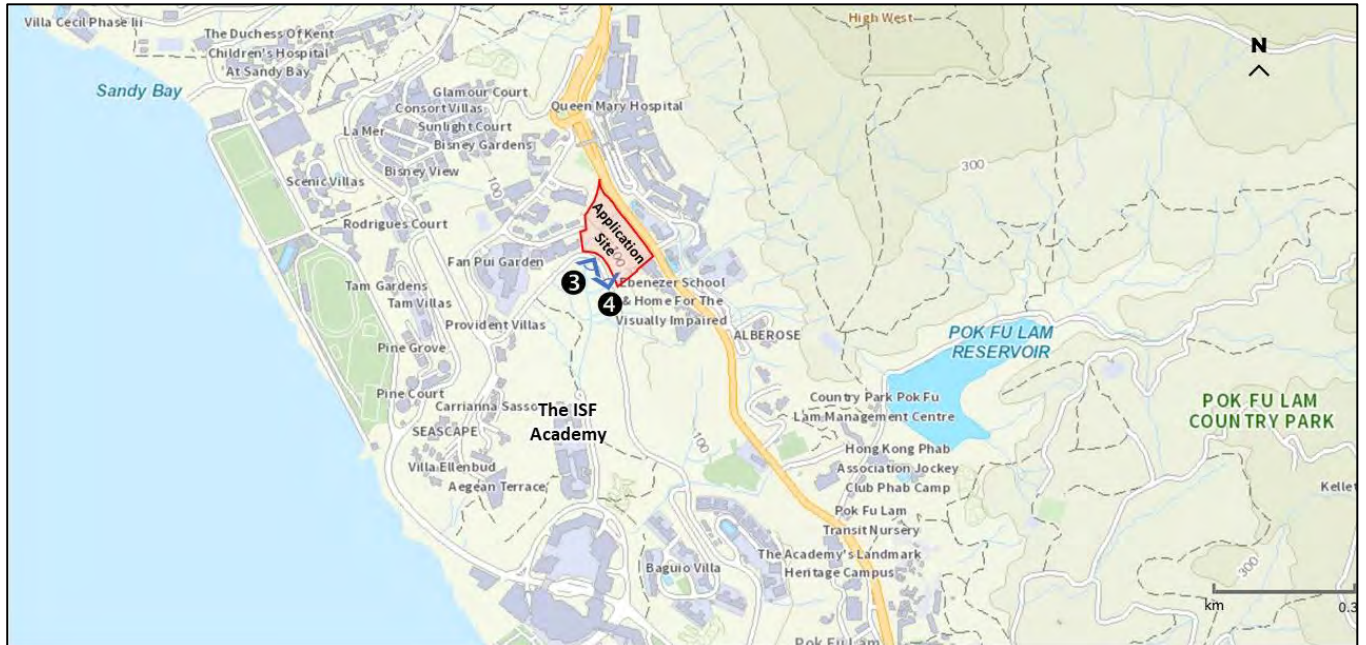 Villa Cecil Phase Iii
The Duchess Of Kent
Children's Hospital
At Sandy Bay
Sandy Bay
High West
N
Glamour Court
Consort Villas
Queen Mary Hospital
La Mer
Sunlight Court
Bisney Gardens
Bisney View
100
300
Scenic Villas
Rodrigues Court
Application
Site
100
Fan Pui Garden
3
4
Ebenezer School
& Home For The
Visually Impaired
Tam Gardens
Tam Villas
Provident Villas
ALBEROSE
POK FU LAM
RESERVOIR
Pine Grove
Pine Court
Carrianna Sasso
The ISF
Academy
Country Park Pok Fu
Lam Management Centre
POK FU LAM
COUNTRY PARK
SEASCAPE
100
Villa Ellenbud
Aegean Terrace
Hong Kong Phab
Association Jockey
Club Phab Camp
Kellet
Pok Fu Lam
Transit Nursery
Baguio Villa
The Academy's Landmark
Heritage Campus
300
km
0.3
Pok Fu Lam